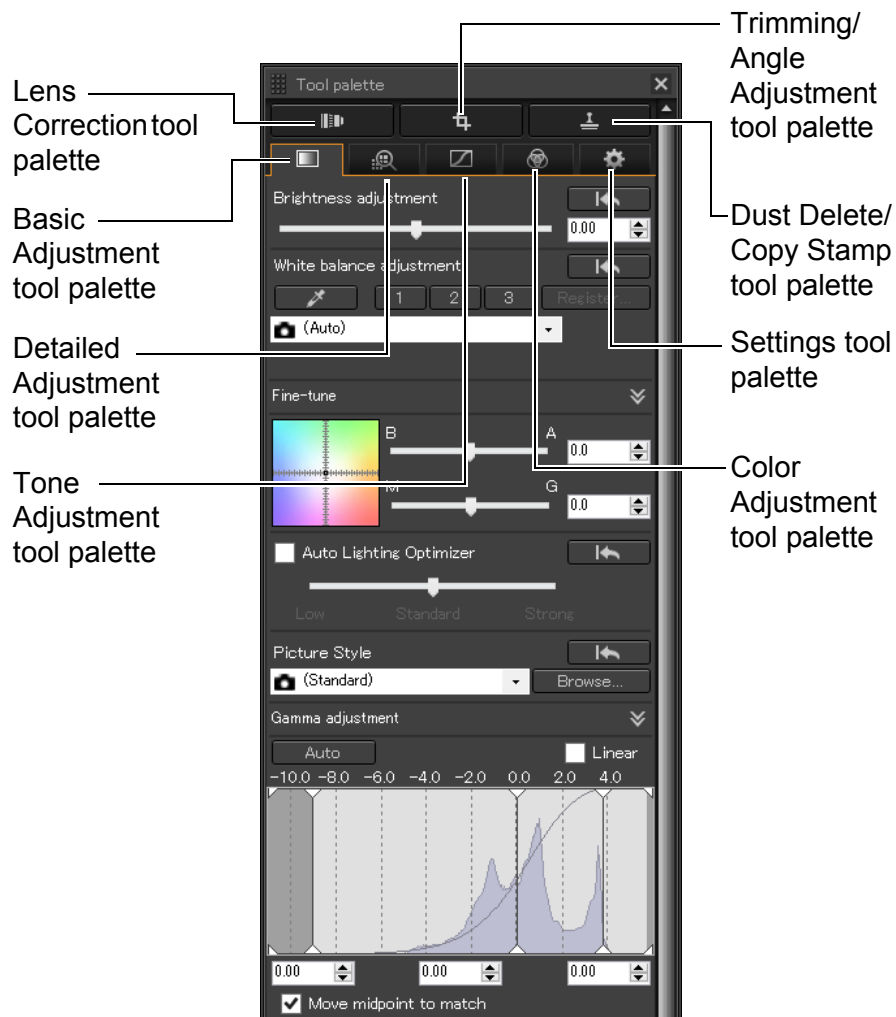 Trimming/
Angle
Adjustment
tool palette
Lens
Correction tool
palette
Basic
Adjustment
tool palette
Detailed
Adjustment
tool palette
Tone
Adjustment
tool palette
Dust Delete/
Copy Stamp
tool palette
Settings tool
palette
Color
Adjustment
tool palette
Tool palette
Brightness adjustment
0.00
White balance adjustment
1 2 3 Register...
(Auto)
Fine-tune
B A 0.0
M G 0.0
Auto Lighting Optimizer
Low Standard Strong
Picture Style
(Standard) Browse...
Gamma adjustment
Auto Linear
-10.0 -8.0 -6.0 -4.0 -2.0 0.0 2.0 4.0
0.00 0.00 0.00
Move midpoint to match